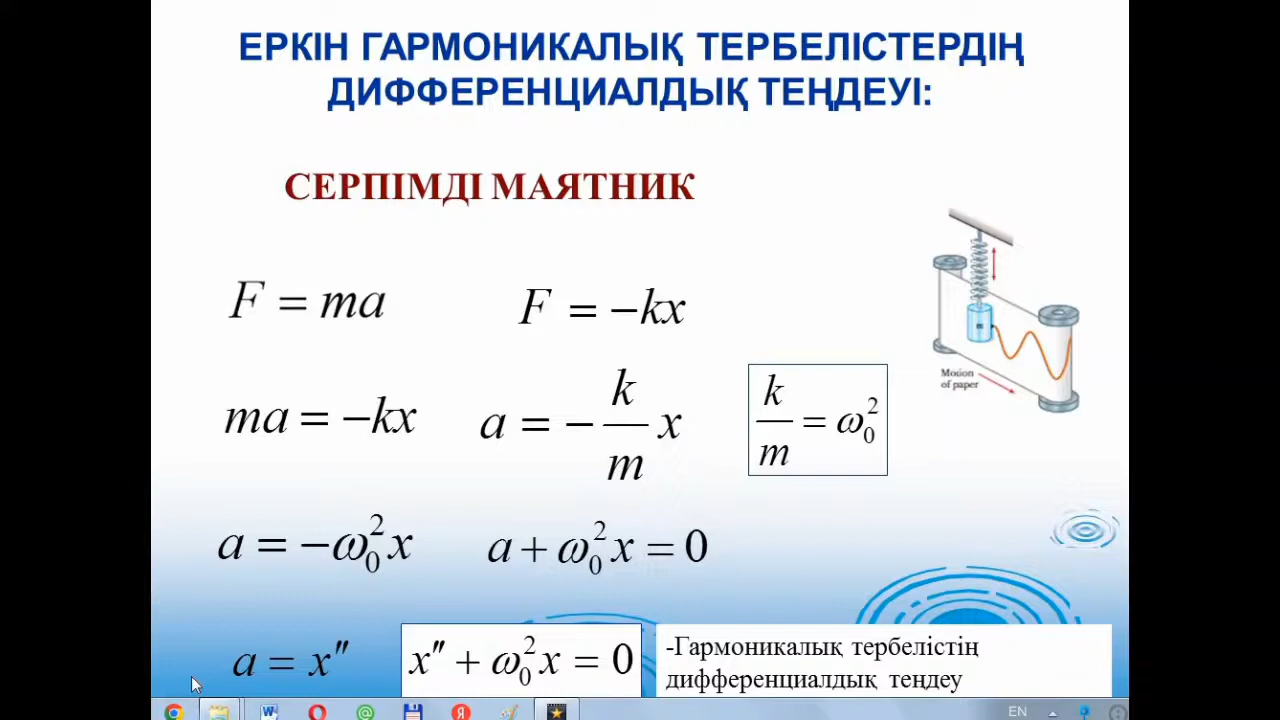 ЕРКІН ГАРМОНИКАЛЫҚ ТЕРБЕЛІСТЕРДІҢ
ДИФФЕРЕНЦИАЛДЫҚ ТЕҢДЕУІ:
СЕРПІМДІ МАЯТНИК
F = ma
F = −kx
Motion
of paper
ma = −kx
a = −k/m x
k/m = ω₀²
a = −ω₀²x
a + ω₀²x = 0
a = x″
x″ + ω₀²x = 0
-Гармоникалық тербелістің
дифференциалдық теңдеу
EN